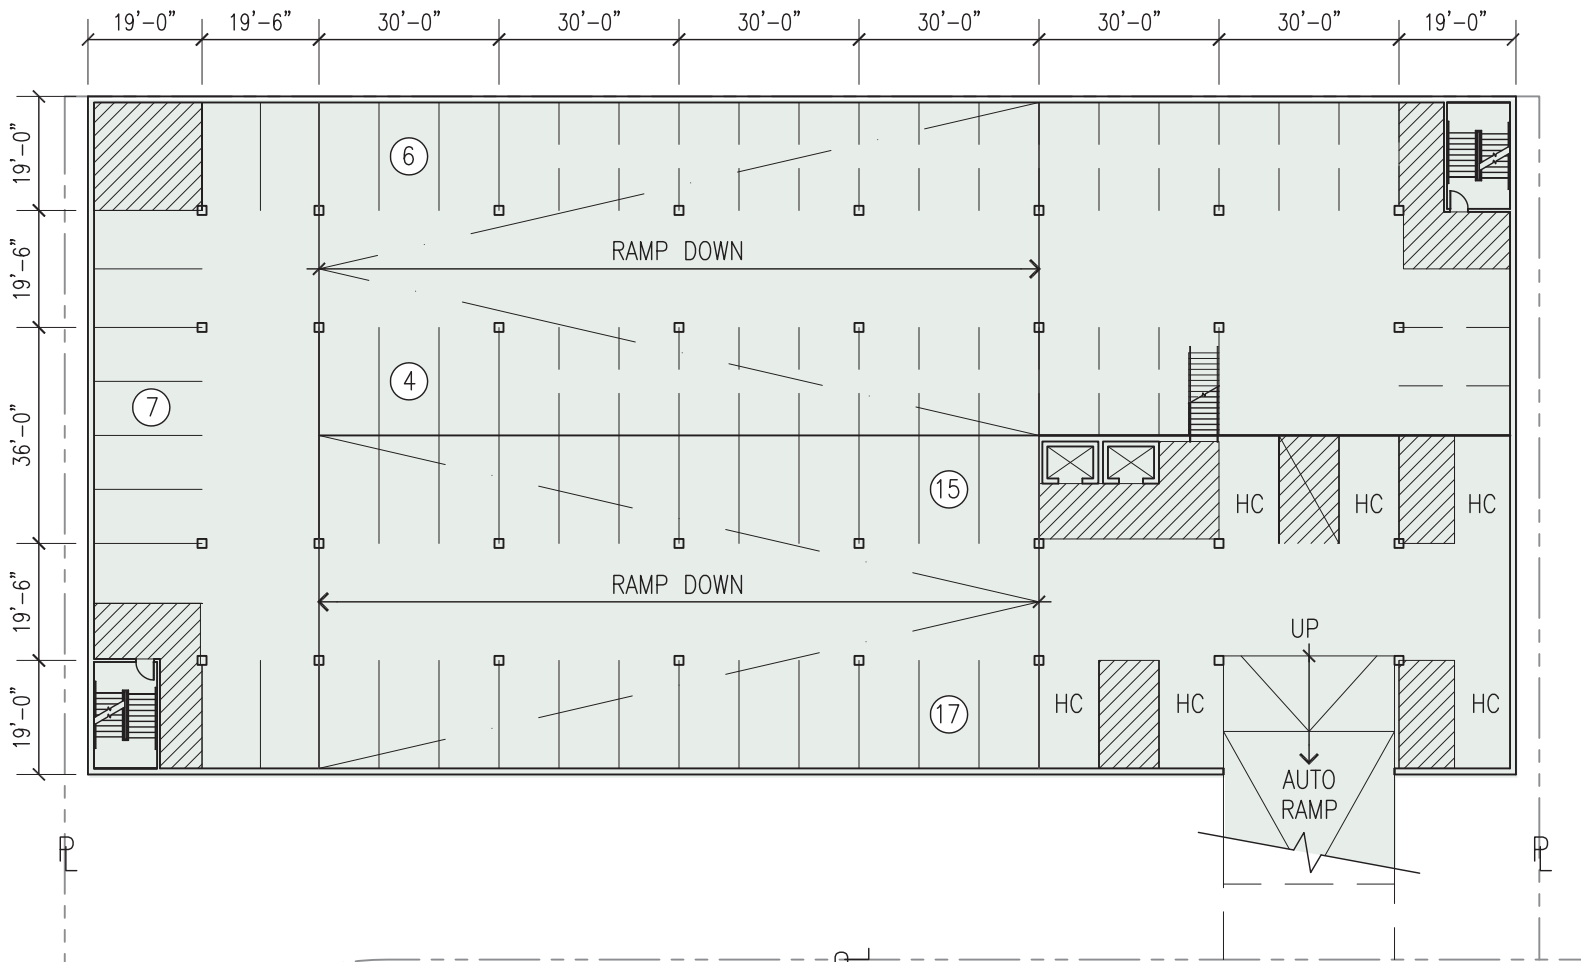 19'-0" 19'-6" 30'-0" 30'-0" 30'-0" 30'-0" 30'-0" 30'-0" 19'-0"
19'-0"
6
19'-6"
RAMP DOWN
36'-0"
4
7
15
HC HC HC
19'-6"
RAMP DOWN
UP
19'-0"
17
HC HC HC
AUTO
RAMP
PL PL
PL